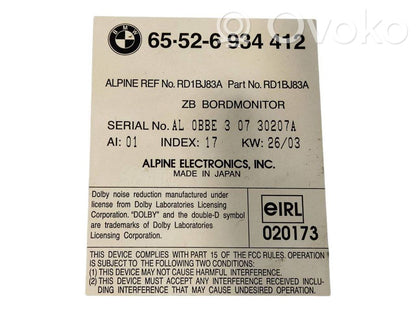 Ovoko
BMW
65-52-6 934 412
ALPINE REF No. RD1BJ83A Part No. RD1BJ83A
ZB BORDMONITOR
SERIAL No. AL 0BBE 3 07 30207A
AI: 01 INDEX: 17 KW: 26/03
ALPINE ELECTRONICS, INC.
MADE IN JAPAN
Dolby noise reduction manufactured under
license from Dolby Laboratories Licensing
Corporation. "DOLBY" and the double-D symbol
are trademarks of Dolby Laboratories
Licensing Corporation.
eIRL
020173
THIS DEVICE COMPLIES WITH PART 15 OF THE FCC RULES. OPERATION
IS SUBJECT TO THE FOLLOWING TWO CONDITIONS:
(1) THIS DEVICE MAY NOT CAUSE HARMFUL INTERFERENCE.
(2) THIS DEVICE MUST ACCEPT ANY INTERFERENCE RECEIVED INCLUD-
ING INTERFERENCE THAT MAY CAUSE UNDESIRED OPERATION.